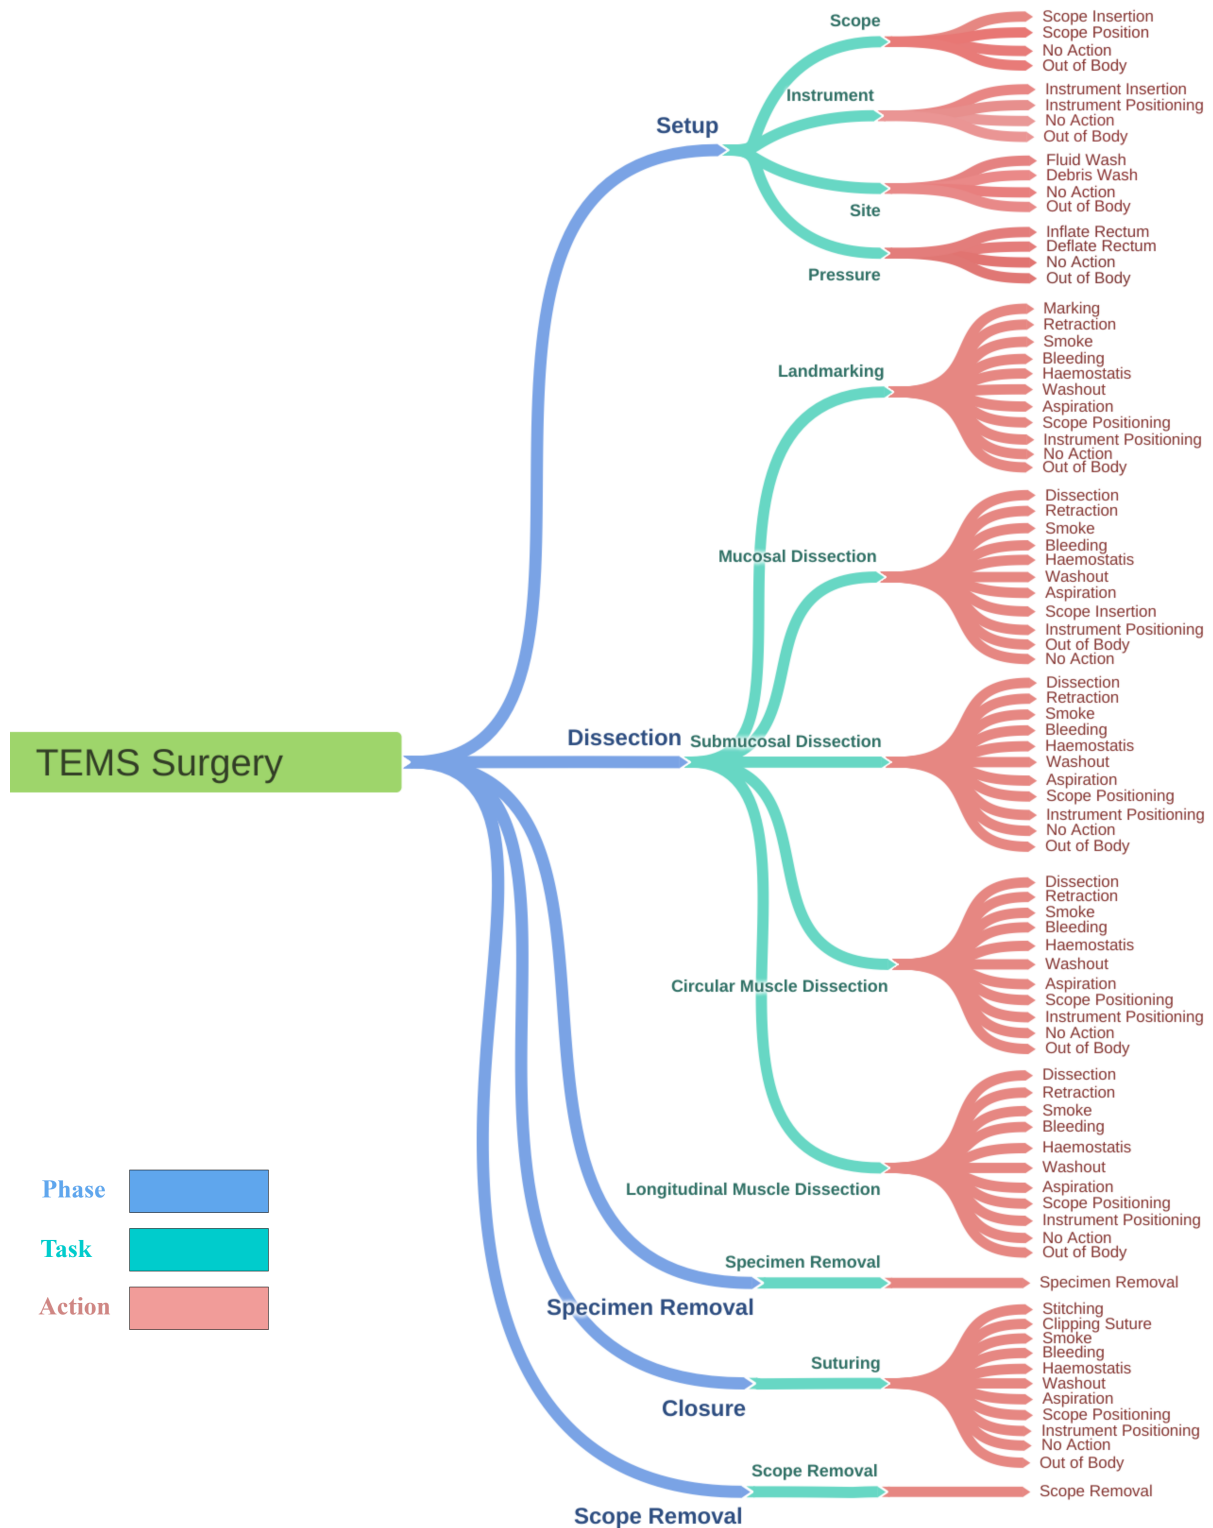 TEMS Surgery
Setup
Scope
Scope Insertion
Scope Position
No Action
Out of Body
Instrument
Instrument Insertion
Instrument Positioning
No Action
Out of Body
Site
Fluid Wash
Debris Wash
No Action
Out of Body
Pressure
Inflate Rectum
Deflate Rectum
No Action
Out of Body
Dissection
Landmarking
Marking
Retraction
Smoke
Bleeding
Haemostatis
Washout
Aspiration
Scope Positioning
Instrument Positioning
No Action
Out of Body
Mucosal Dissection
Dissection
Retraction
Smoke
Bleeding
Haemostatis
Washout
Aspiration
Scope Insertion
Instrument Positioning
Out of Body
No Action
Submucosal Dissection
Dissection
Retraction
Smoke
Bleeding
Haemostatis
Washout
Aspiration
Scope Positioning
Instrument Positioning
No Action
Out of Body
Circular Muscle Dissection
Dissection
Retraction
Smoke
Bleeding
Haemostatis
Washout
Aspiration
Scope Positioning
Instrument Positioning
No Action
Out of Body
Longitudinal Muscle Dissection
Dissection
Retraction
Smoke
Bleeding
Haemostatis
Washout
Aspiration
Scope Positioning
Instrument Positioning
No Action
Out of Body
Specimen Removal
Specimen Removal
Specimen Removal
Closure
Suturing
Stitching
Clipping Suture
Smoke
Bleeding
Haemostatis
Washout
Aspiration
Scope Positioning
Instrument Positioning
No Action
Out of Body
Scope Removal
Scope Removal
Scope Removal
Phase
Task
Action